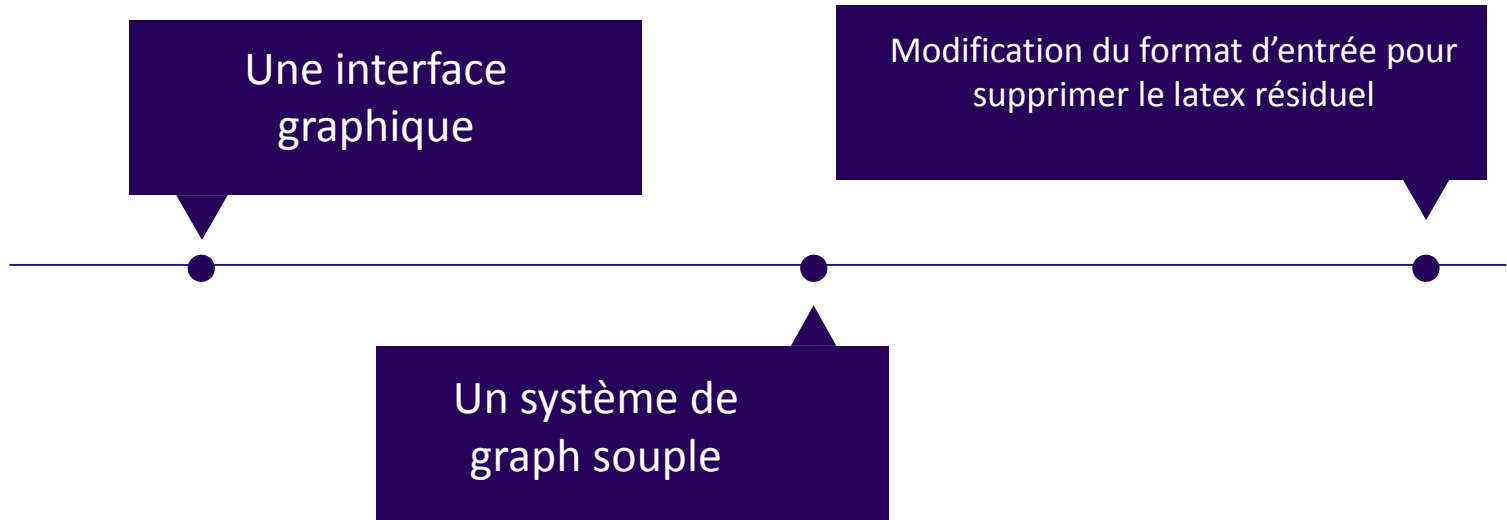 Une interface
graphique
Modification du format d’entrée pour
supprimer le latex résiduel
Un système de
graph souple